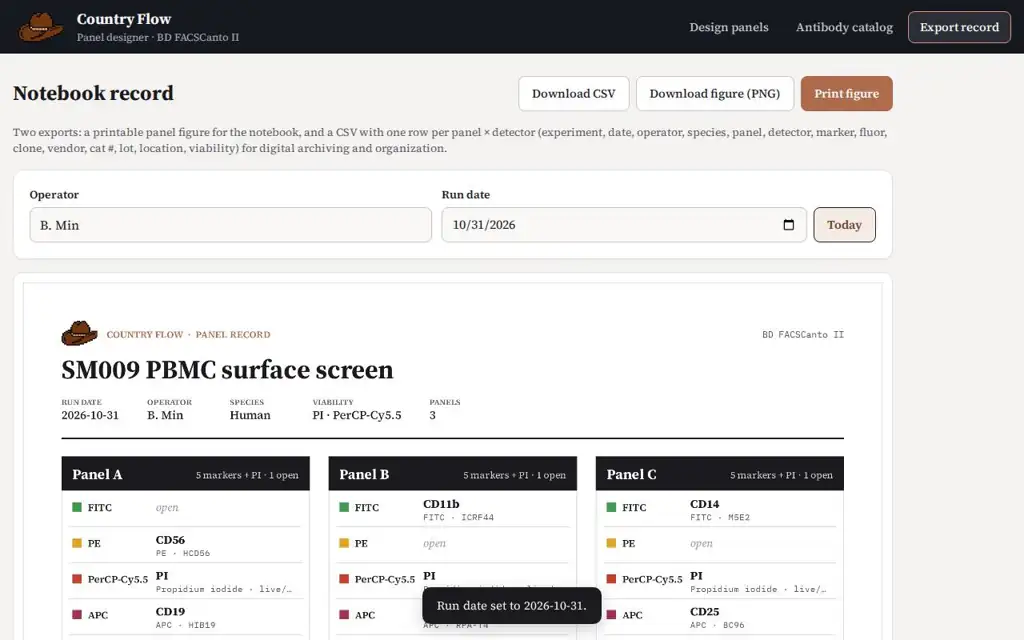 Country Flow
Panel designer · BD FACSCanto II
Design panels
Antibody catalog
Export record
Notebook record
Download CSV
Download figure (PNG)
Print figure
Two exports: a printable panel figure for the notebook, and a CSV with one row per panel × detector (experiment, date, operator, species, panel, detector, marker, fluor,
clone, vendor, cat #, lot, location, viability) for digital archiving and organization.
Operator
Run date
B. Min
10/31/2026
Today
COUNTRY FLOW · PANEL RECORD
BD FACSCanto II
SM009 PBMC surface screen
RUN DATE
OPERATOR
SPECIES
VIABILITY
PANELS
2026-10-31
B. Min
Human
PI · PerCP-Cy5.5
3
Panel A
5 markers + PI · 1 open
FITC
open
PE
CD56
PE · HCD56
PerCP-Cy5.5
PI
Propidium iodide · live/…
APC
CD19
APC · HIB19
Panel B
5 markers + PI · 1 open
FITC
CD11b
FITC · ICRF44
PE
open
PerCP-Cy5.5
PI
APC
Panel C
5 markers + PI · 1 open
FITC
CD14
FITC · M5E2
PE
open
PerCP-Cy5.5
PI
Propidium iodide · live/…
APC
CD25
APC · BC96
Run date set to 2026-10-31.